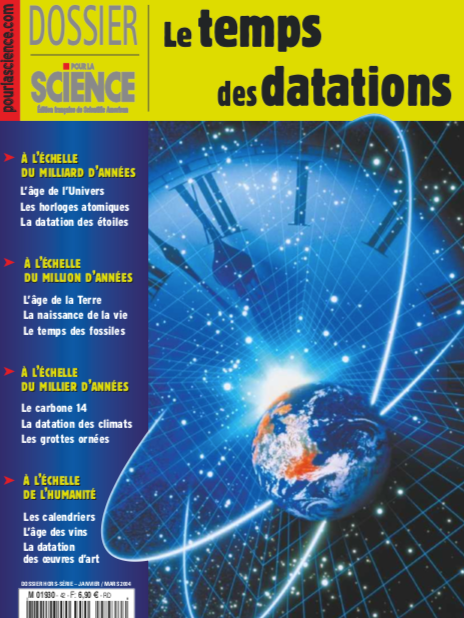 pourlascience.com
DOSSIER
POUR LA
SCIENCE
Édition française de Scientific American
Le temps
des datations
À L'ÉCHELLE
DU MILLIARD D'ANNÉES
L'âge de l'Univers
Les horloges atomiques
La datation des étoiles
À L'ÉCHELLE
DU MILLION D'ANNÉES
L'âge de la Terre
La naissance de la vie
Le temps des fossiles
À L'ÉCHELLE
DU MILLIER D'ANNÉES
Le carbone 14
La datation des climats
Les grottes ornées
À L'ÉCHELLE
DE L'HUMANITÉ
Les calendriers
L'âge des vins
La datation
des œuvres d'art
DOSSIER HORS-SÉRIE – JANVIER / MARS 2004
M 01930 - 42 - F: 6,90 € - RD